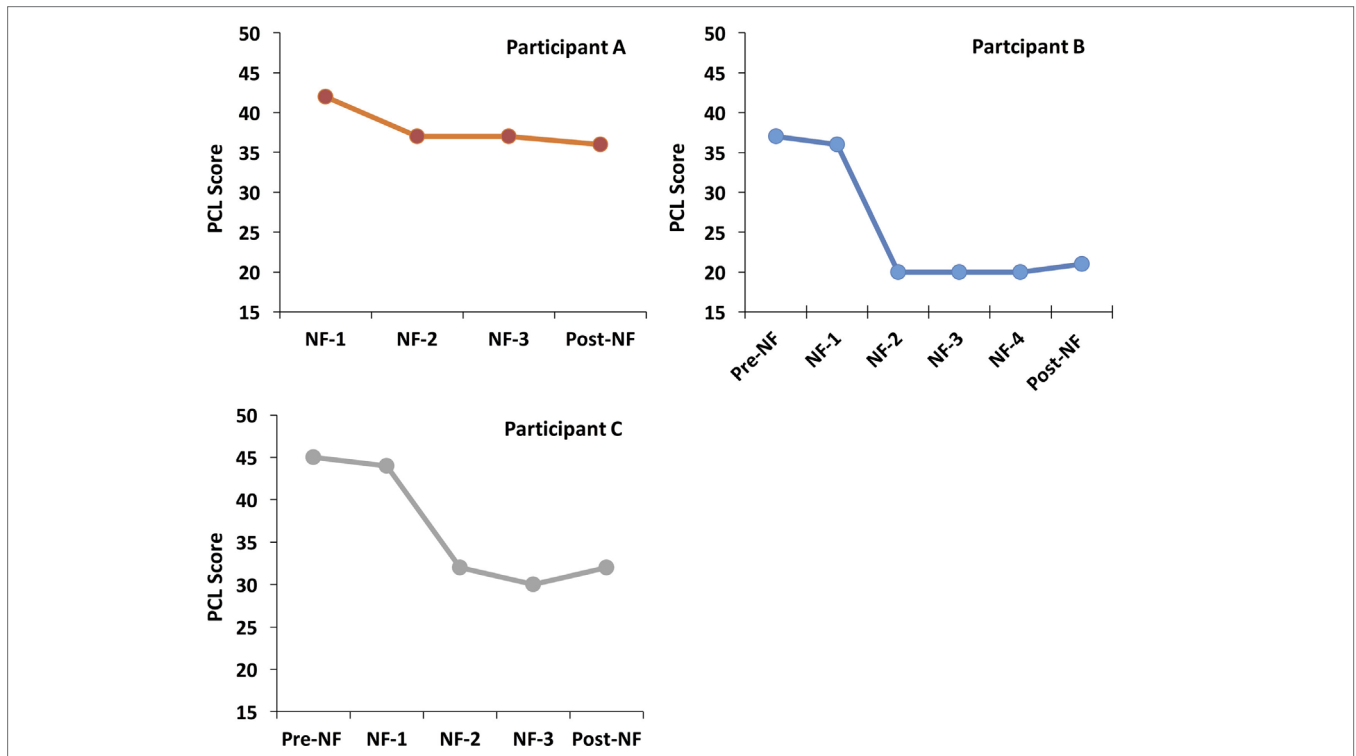 Participant A
PCL Score
50
45
40
35
30
25
20
15
NF-1 NF-2 NF-3 Post-NF
Partcipant B
PCL Score
50
45
40
35
30
25
20
15
Pre-NF NF-1 NF-2 NF-3 NF-4 Post-NF
Participant C
PCL Score
50
45
40
35
30
25
20
15
Pre-NF NF-1 NF-2 NF-3 Post-NF